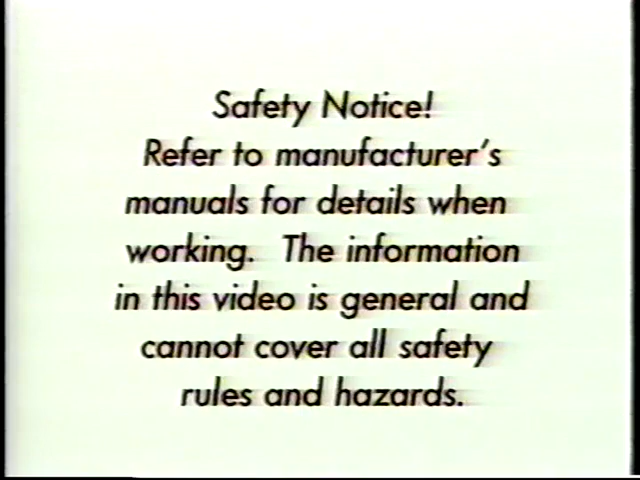 Safety Notice!
Refer to manufacturer's
manuals for details when
working.  The information
in this video is general and
cannot cover all safety
rules and hazards.